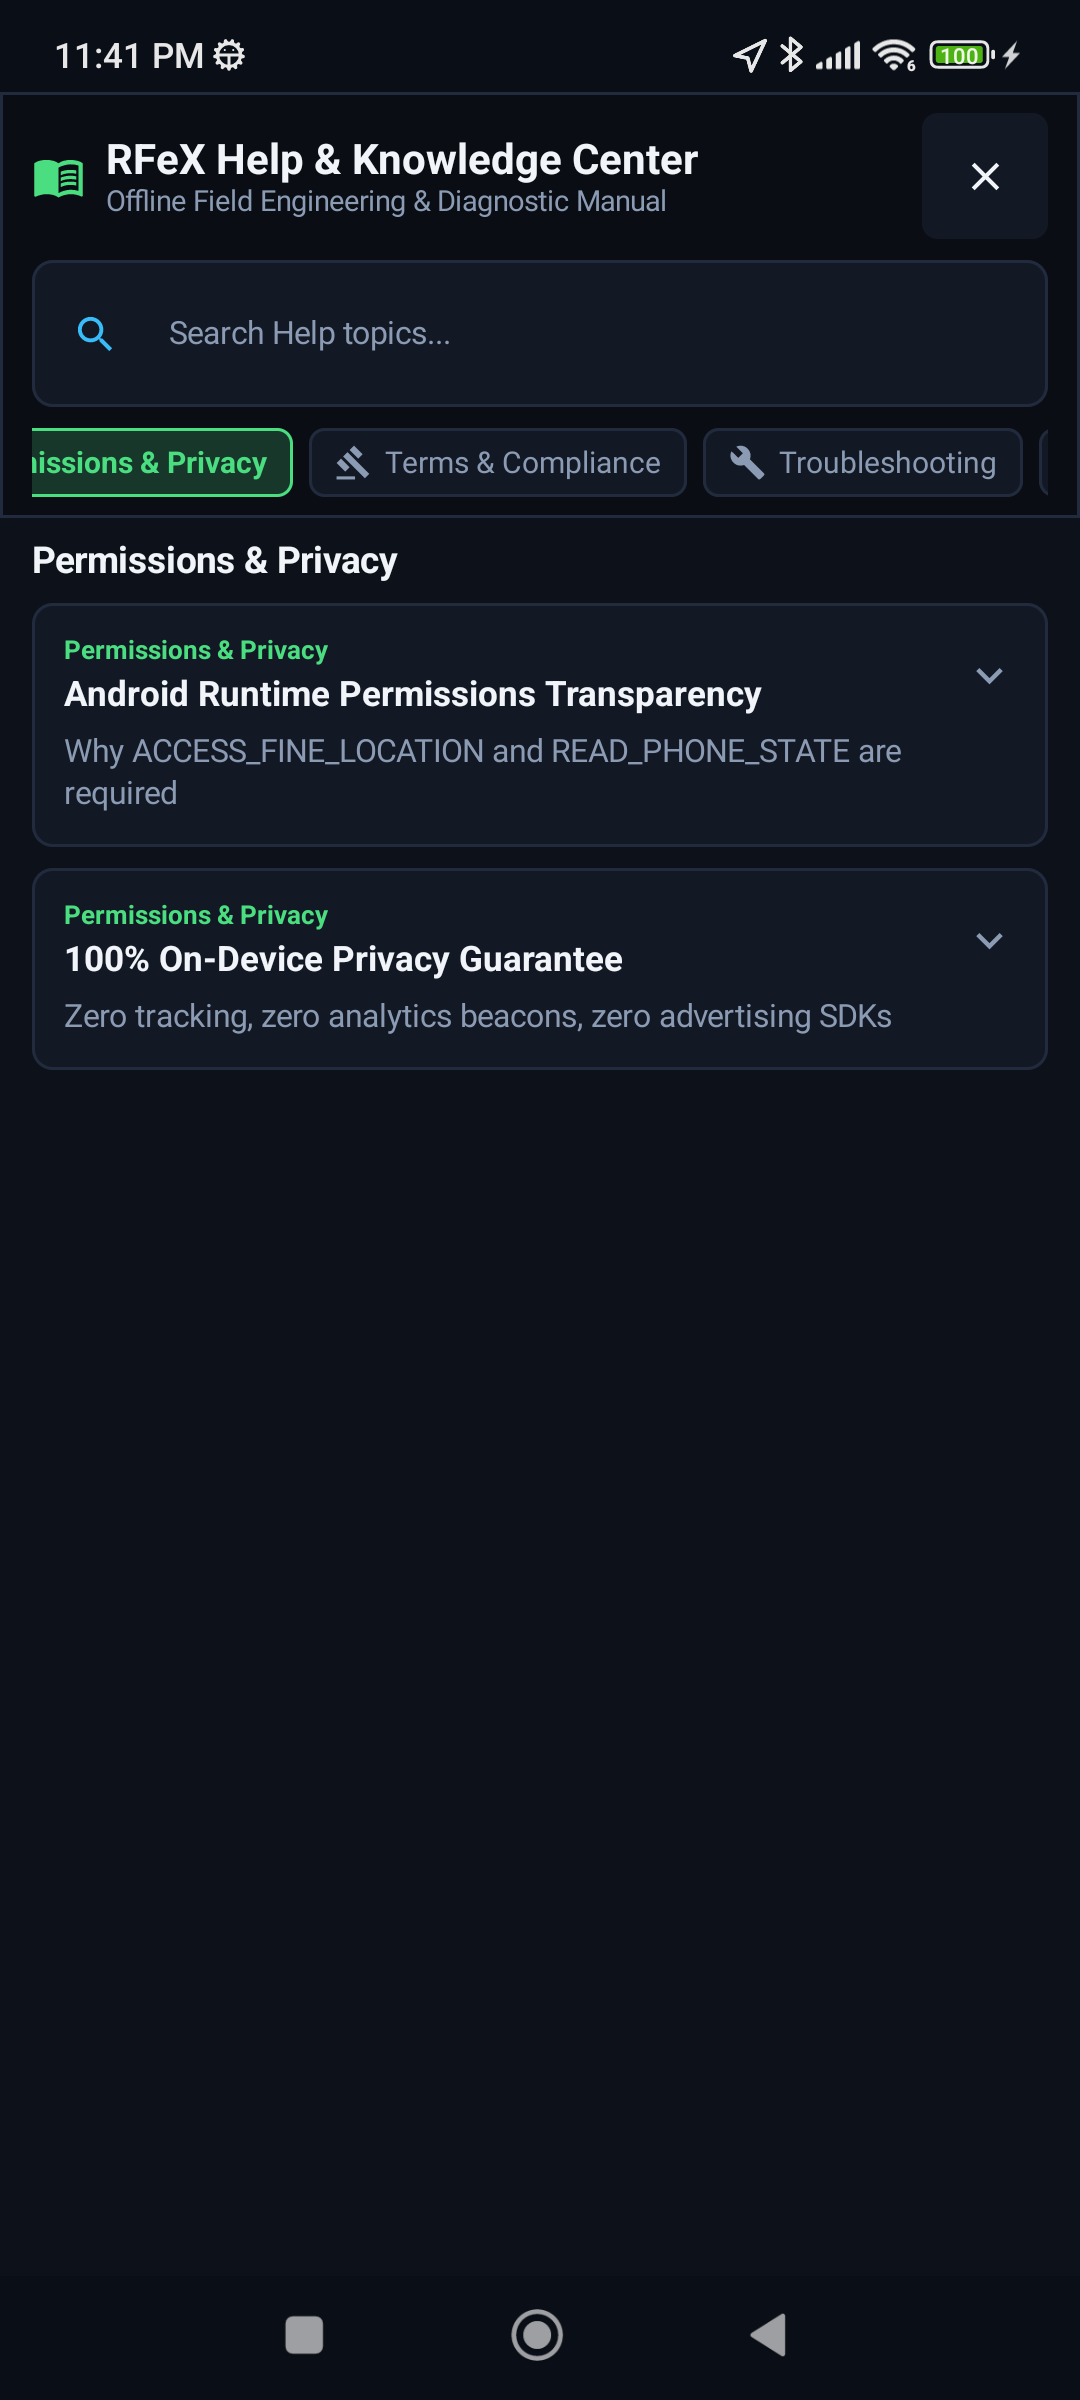 11:41 PM
6
100
RFeX Help & Knowledge Center
Offline Field Engineering & Diagnostic Manual
Search Help topics...
issions & Privacy
Terms & Compliance
Troubleshooting
Permissions & Privacy
Permissions & Privacy
Android Runtime Permissions Transparency
Why ACCESS_FINE_LOCATION and READ_PHONE_STATE are
required
Permissions & Privacy
100% On-Device Privacy Guarantee
Zero tracking, zero analytics beacons, zero advertising SDKs